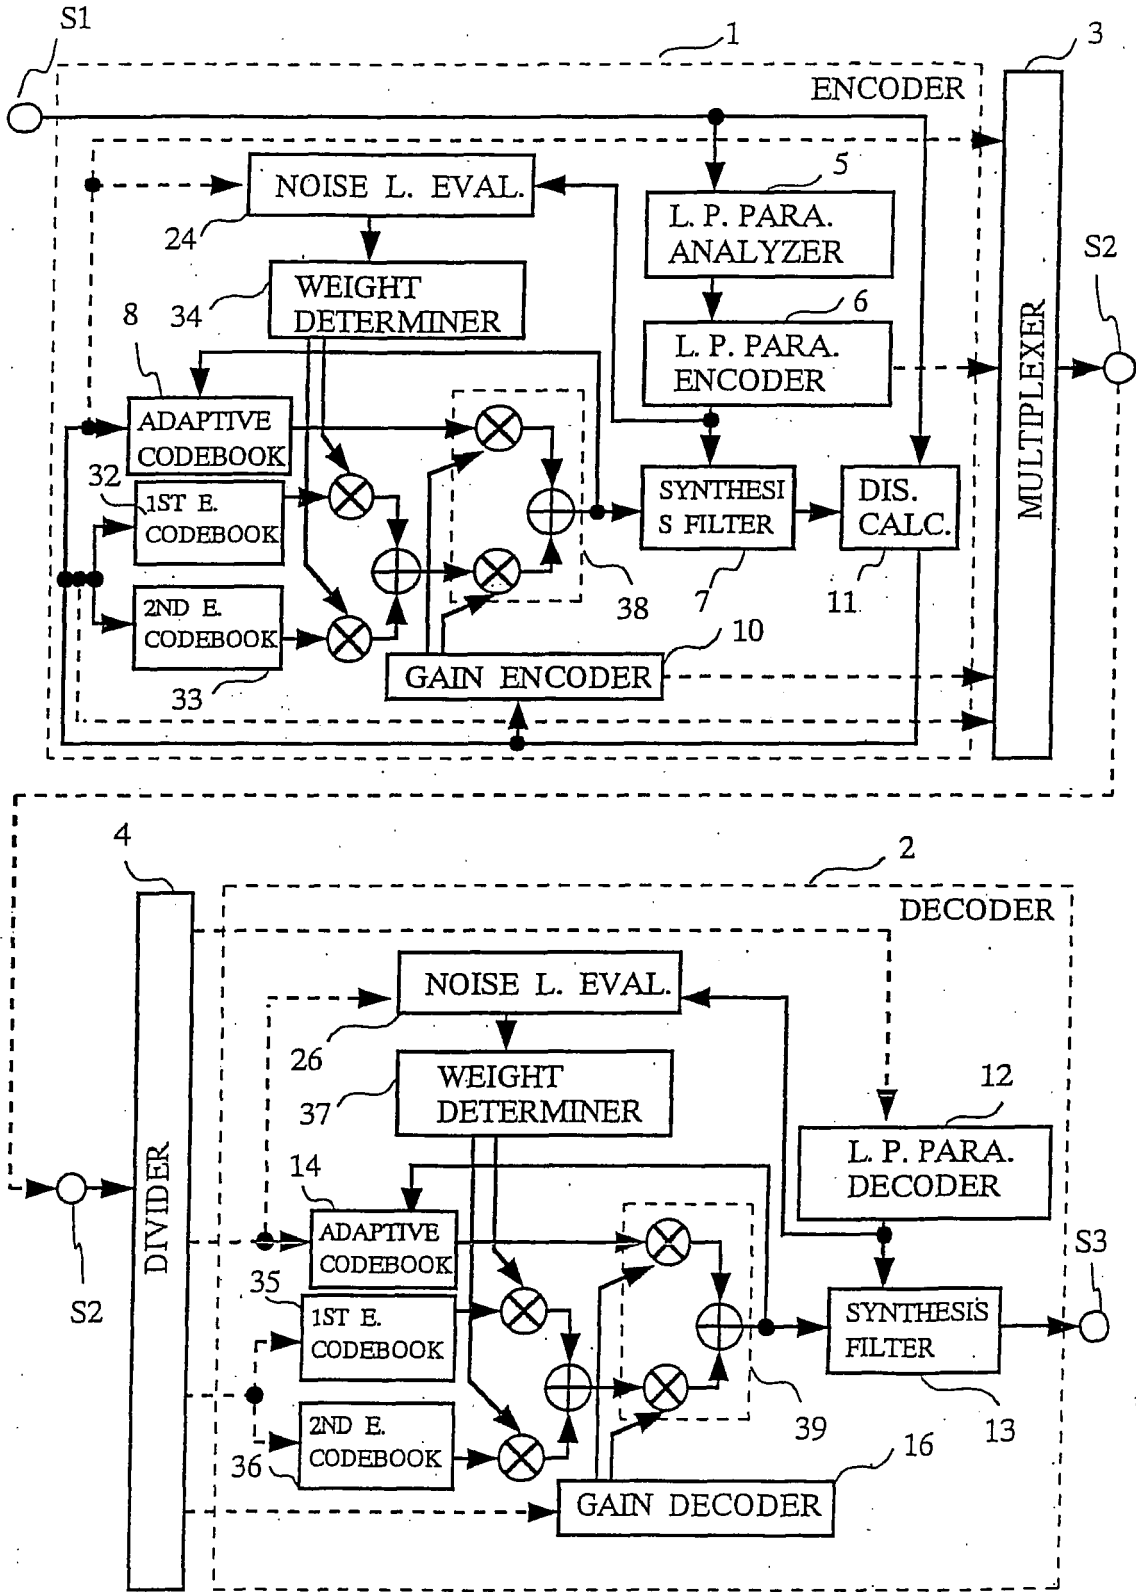 S1
1
3
ENCODER
NOISE L. EVAL.
24
5
L. P. PARA.
ANALYZER
S2
WEIGHT
DETERMINER
34
8
6
L. P. PARA.
ENCODER
MULTIPLEXER
ADAPTIVE
CODEBOOK
32
1ST E.
CODEBOOK
SYNTHESI
S FILTER
DIS.
CALC.
7
11
38
2ND E.
CODEBOOK
33
10
GAIN ENCODER
4
2
DECODER
NOISE L. EVAL.
26
WEIGHT
DETERMINER
37
12
L. P. PARA.
DECODER
DIVIDER
14
ADAPTIVE
CODEBOOK
S2
S3
35
1ST E.
CODEBOOK
SYNTHESIS
FILTER
13
39
2ND E.
CODEBOOK
36
16
GAIN DECODER